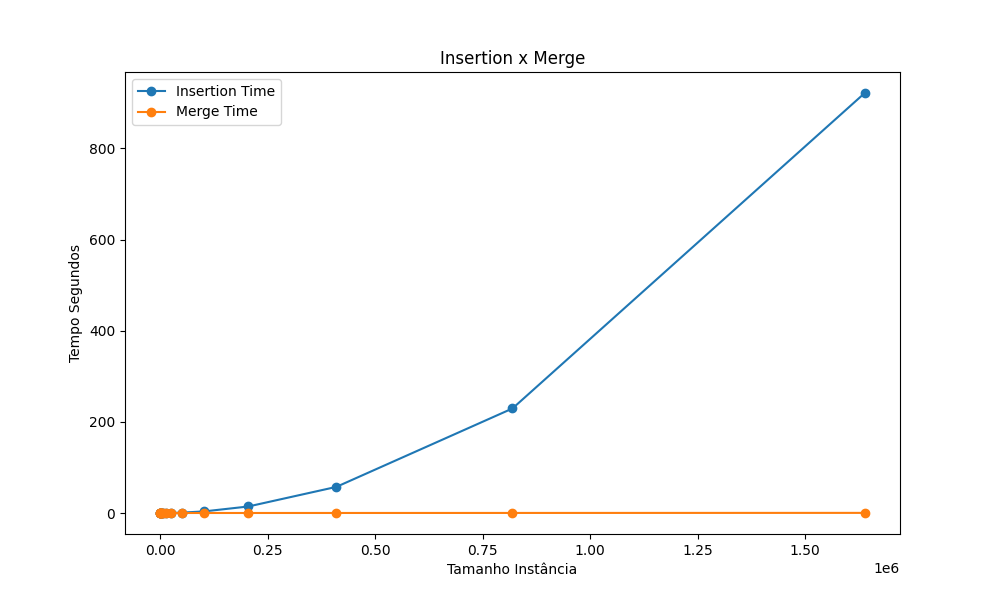 Insertion x Merge
Insertion Time
Merge Time
Tempo Segundos
800
600
400
200
0
0.00 0.25 0.50 0.75 1.00 1.25 1.50
1e6
Tamanho Instância